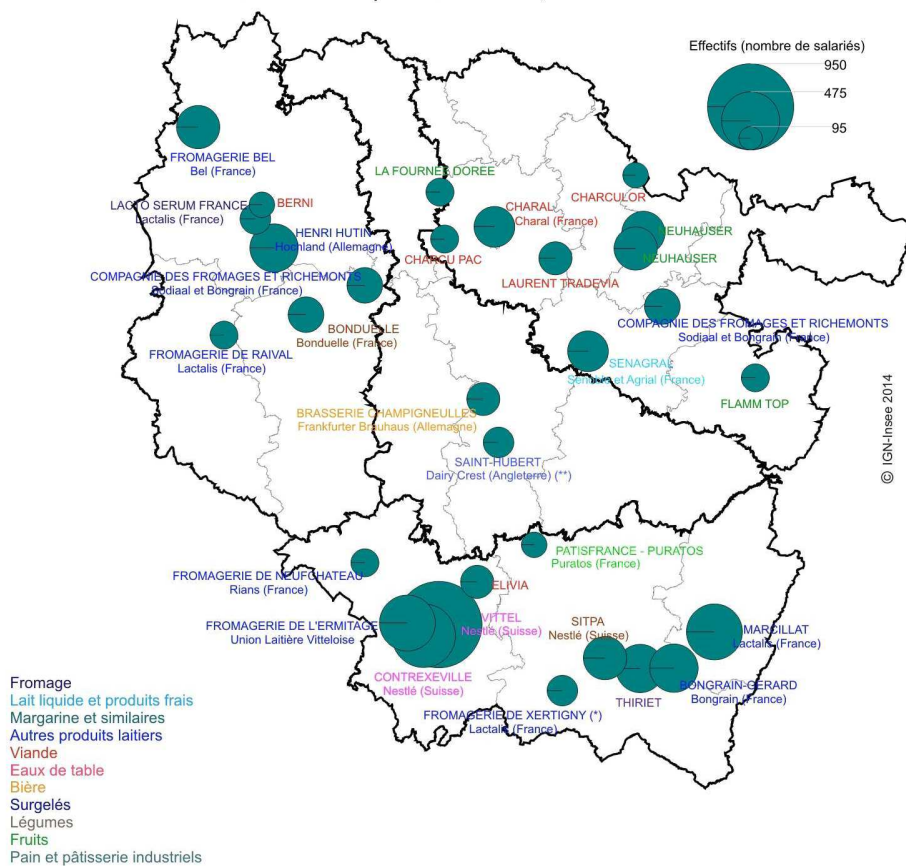 Effectifs (nombre de salariés)
950
475
95
FROMAGERIE BEL
Bel (France)
LA FOURNEE DOREE
CHARCULOR
LACTO SERUM FRANCE
Lactalis (France)
BERNI
CHARAL
Charal (France)
HENRI HUTIN
Hochland (Allemagne)
NEUHAUSER
NEUHAUSER
CHARCU PAC
LAURENT TRADEVIA
COMPAGNIE DES FROMAGES ET RICHEMONTS
Sodiaal et Bongrain (France)
BONDUELLE
Bonduelle (France)
COMPAGNIE DES FROMAGES ET RICHEMONTS
Sodiaal et Bongrain (France)
FROMAGERIE DE RAIVAL
Lactalis (France)
SENAGRAL
et Agrial (France)
FLAMM TOP
BRASSERIE CHAMPIGNEULLES
Frankfurter Brauhaus (Allemagne)
SAINT-HUBERT
Dairy Crest (Angleterre) (**)
© IGN-Insee 2014
PATISFRANCE - PURATOS
Puratos (France)
FROMAGERIE DE NEUFCHATEAU
Rians (France)
ELIVIA
FROMAGERIE DE L'ERMITAGE
Union Laitière Vitteloise
VITTEL
Nestlé (Suisse)
SITPA
Nestlé (Suisse)
MARCILLAT
Lactalis (France)
CONTREXEVILLE
Nestlé (Suisse)
BONGRAIN-GERARD
Bongrain (France)
THIRIET
FROMAGERIE DE XERTIGNY (*)
Lactalis (France)
Fromage
Lait liquide et produits frais
Margarine et similaires
Autres produits laitiers
Viande
Eaux de table
Bière
Surgelés
Légumes
Fruits
Pain et pâtisserie industriels